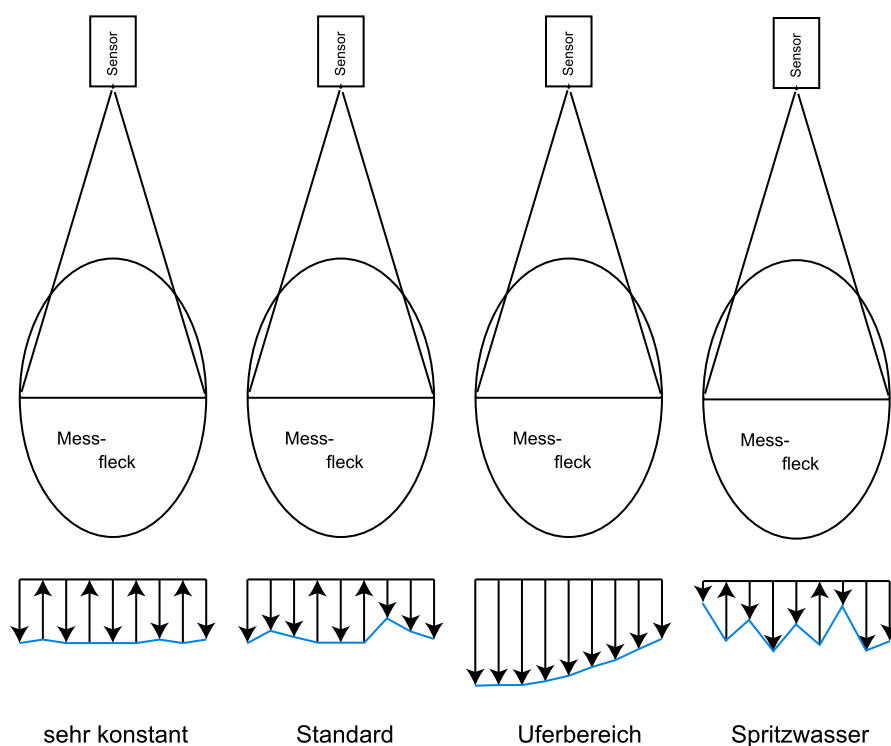 Sensor
Sensor
Sensor
Sensor
Mess-
fleck
Mess-
fleck
Mess-
fleck
Mess-
fleck
sehr konstant
Standard
Uferbereich
Spritzwasser